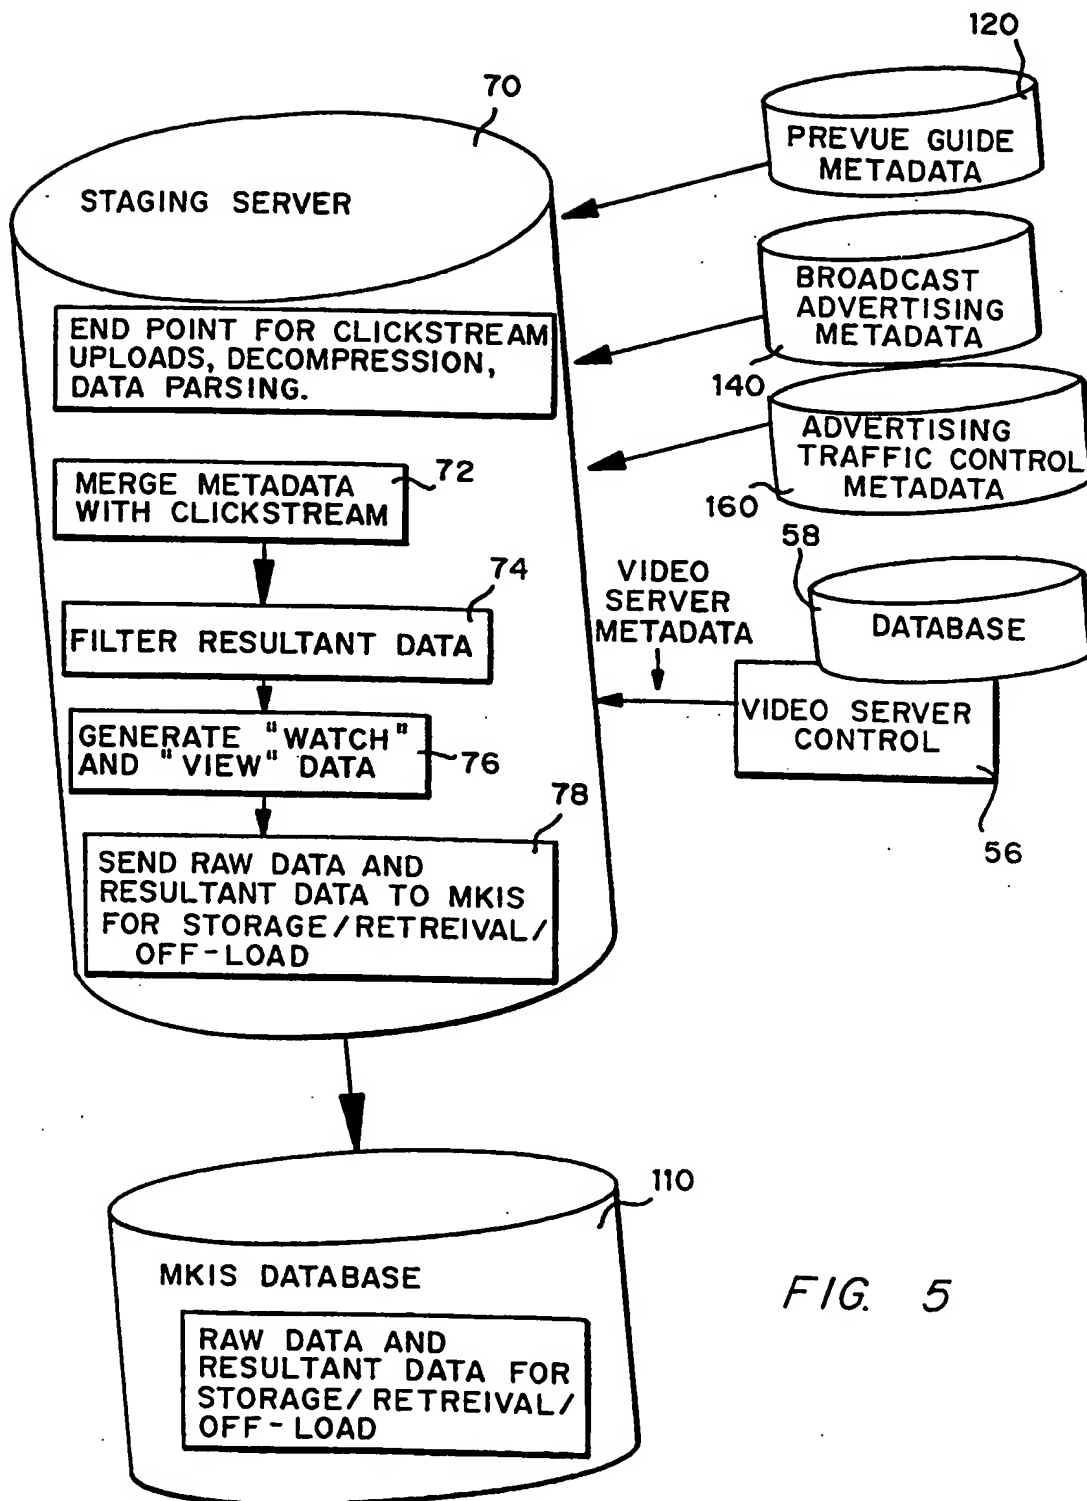 120
70
PREVUE GUIDE
METADATA
STAGING SERVER
BROADCAST
ADVERTISING
METADATA
140
END POINT FOR CLICKSTREAM
UPLOADS, DECOMPRESSION,
DATA PARSING.
ADVERTISING
TRAFFIC CONTROL
METADATA
160
72
MERGE METADATA
WITH CLICKSTREAM
58
DATABASE
VIDEO
SERVER
METADATA
74
FILTER RESULTANT DATA
VIDEO SERVER
CONTROL
56
GENERATE "WATCH"
AND "VIEW" DATA
76
78
SEND RAW DATA AND
RESULTANT DATA TO MKIS
FOR STORAGE/RETREIVAL/
OFF-LOAD
110
MKIS DATABASE
RAW DATA AND
RESULTANT DATA FOR
STORAGE/RETREIVAL/
OFF-LOAD
FIG. 5